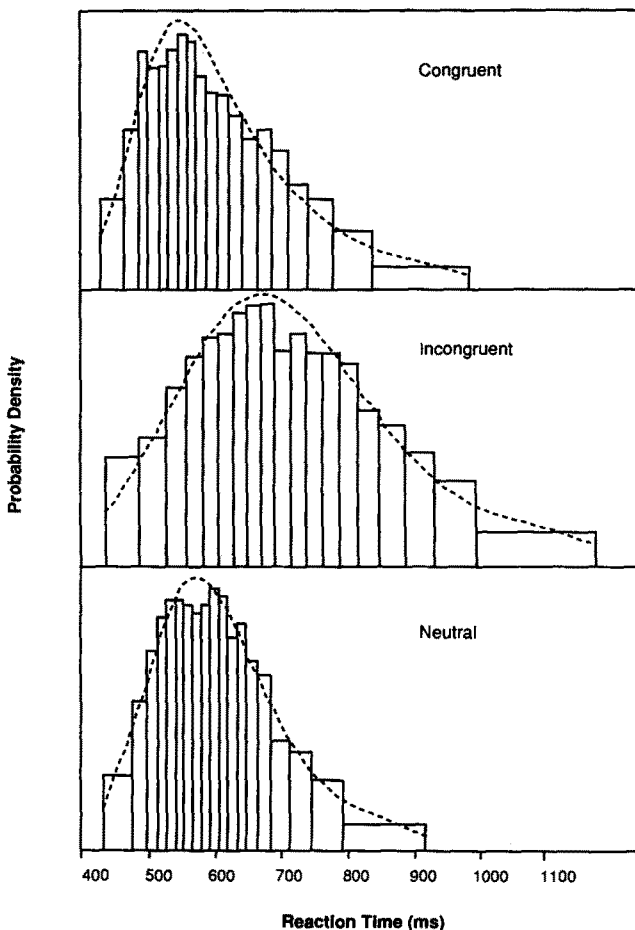 Congruent
Incongruent
Probability Density
Neutral
400 500 600 700 800 900 1000 1100
Reaction Time (ms)